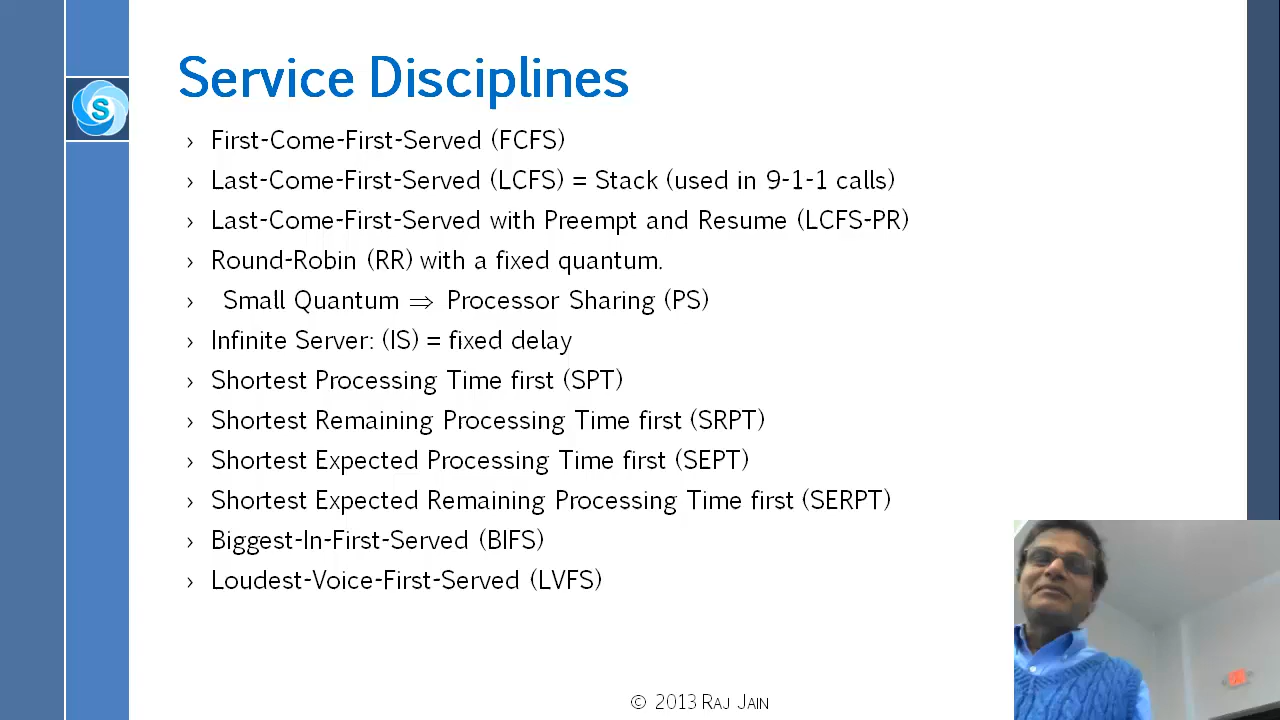 Service Disciplines
S
› First-Come-First-Served (FCFS)
› Last-Come-First-Served (LCFS) = Stack (used in 9-1-1 calls)
› Last-Come-First-Served with Preempt and Resume (LCFS-PR)
› Round-Robin (RR) with a fixed quantum.
› Small Quantum ⇒ Processor Sharing (PS)
› Infinite Server: (IS) = fixed delay
› Shortest Processing Time first (SPT)
› Shortest Remaining Processing Time first (SRPT)
› Shortest Expected Processing Time first (SEPT)
› Shortest Expected Remaining Processing Time first (SERPT)
› Biggest-In-First-Served (BIFS)
› Loudest-Voice-First-Served (LVFS)
© 2013 RAJ JAIN